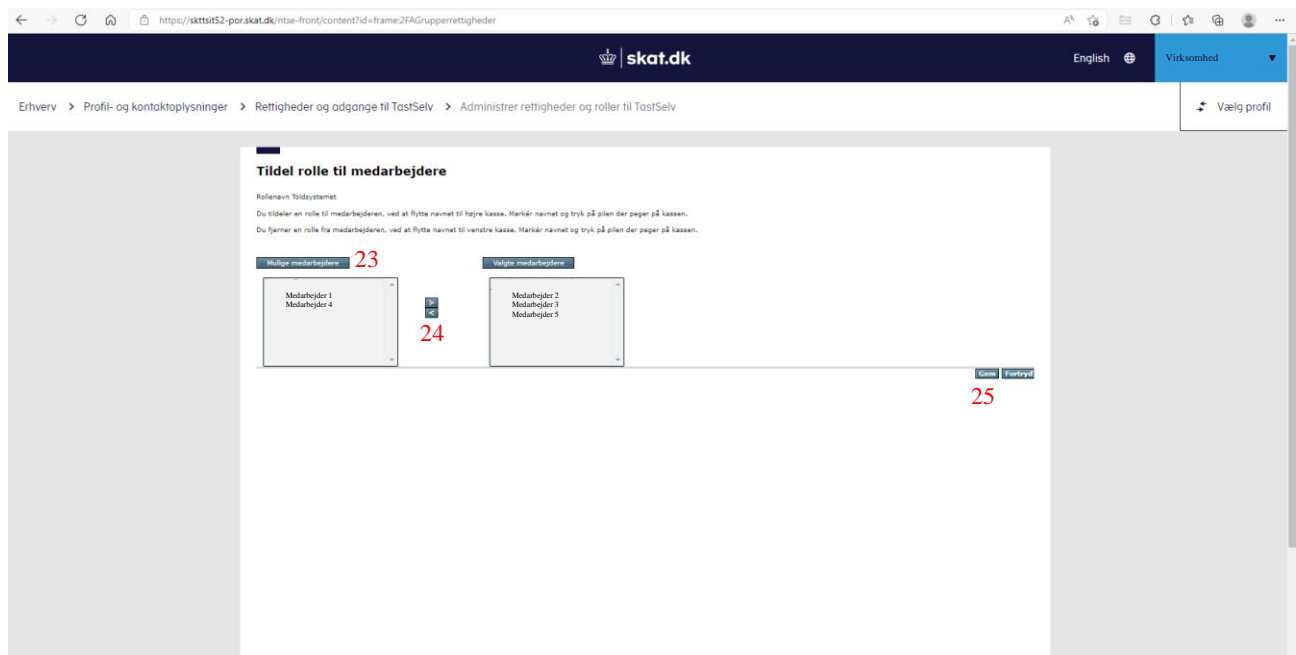 https://skttsit52-por.skat.dk/ntse-front/content?id=frame:2FAGrupperrettigheder
skat.dk
English
Virksomhed
Erhverv > Profil- og kontaktoplysninger > Rettigheder og adgange til TastSelv > Administrer rettigheder og roller til TastSelv
Vælg profil
Tildel rolle til medarbejdere
Rollenavn Toldsystemet
Du tildeler en rolle til medarbejderen, ved at flytte navnet til højre kasse. Markér navnet og tryk på pilen der peger på kassen.
Du fjerner en rolle fra medarbejderen, ved at flytte navnet til venstre kasse. Markér navnet og tryk på pilen der peger på kassen.
Mulige medarbejdere 23
Valgte medarbejdere
Medarbejder 1
Medarbejder 4
>
<
24
Medarbejder 2
Medarbejder 3
Medarbejder 5
Gem Fortryd
25